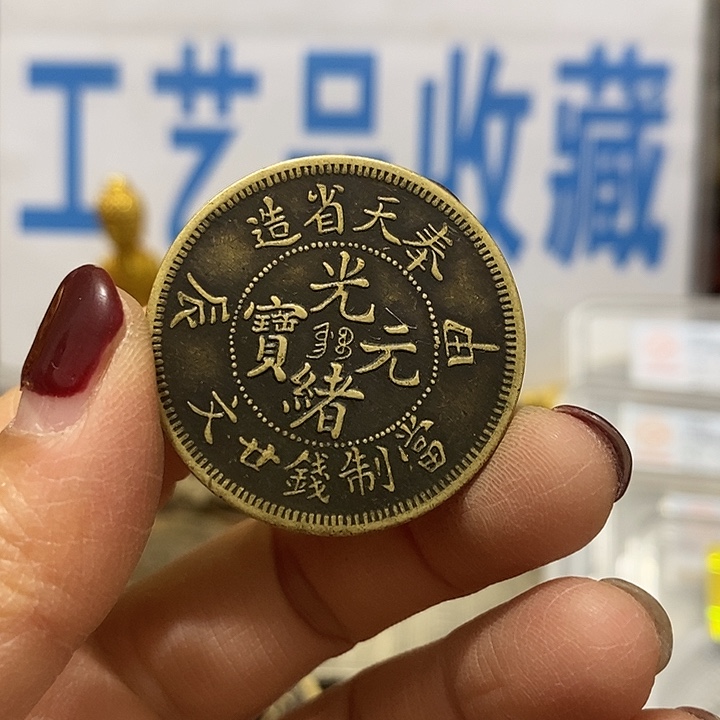 工艺品收藏
奉天省造
甲辰
光緒元寶
當制錢廿文